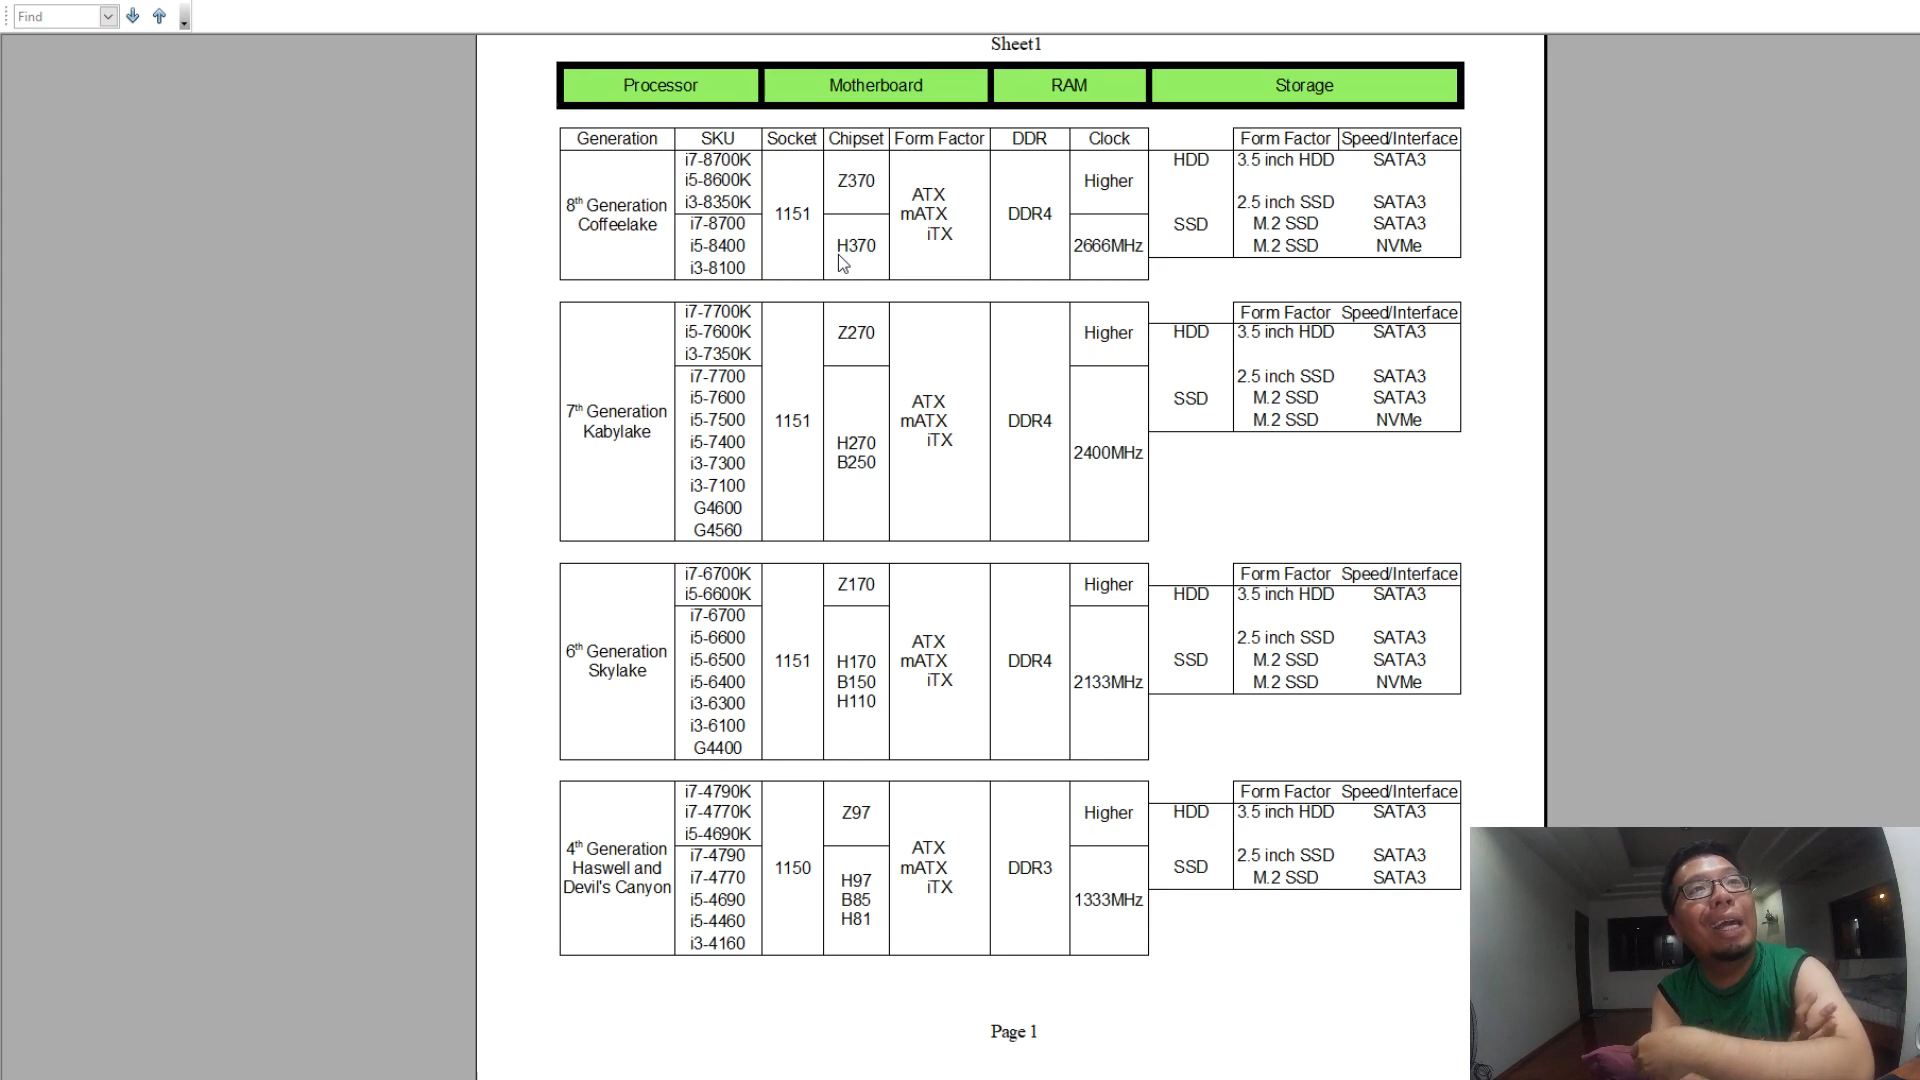 Find
Sheet1
Processor Motherboard RAM Storage
Generation SKU Socket Chipset Form Factor DDR Clock Form Factor Speed/Interface
8th Generation
Coffeelake
i7-8700K
i5-8600K
i3-8350K
i7-8700
i5-8400
i3-8100
1151
Z370
H370
ATX
mATX
iTX
DDR4
Higher
2666MHz
HDD 3.5 inch HDD SATA3
2.5 inch SSD SATA3
SSD M.2 SSD SATA3
M.2 SSD NVMe
7th Generation
Kabylake
i7-7700K
i5-7600K
i3-7350K
i7-7700
i5-7600
i5-7500
i5-7400
i3-7300
i3-7100
G4600
G4560
1151
Z270
H270
B250
ATX
mATX
iTX
DDR4
Higher
2400MHz
Form Factor Speed/Interface
HDD 3.5 inch HDD SATA3
2.5 inch SSD SATA3
SSD M.2 SSD SATA3
M.2 SSD NVMe
6th Generation
Skylake
i7-6700K
i5-6600K
i7-6700
i5-6600
i5-6500
i5-6400
i3-6300
i3-6100
G4400
1151
Z170
H170
B150
H110
ATX
mATX
iTX
DDR4
Higher
2133MHz
Form Factor Speed/Interface
HDD 3.5 inch HDD SATA3
2.5 inch SSD SATA3
SSD M.2 SSD SATA3
M.2 SSD NVMe
4th Generation
Haswell and
Devil's Canyon
i7-4790K
i7-4770K
i5-4690K
i7-4790
i7-4770
i5-4690
i5-4460
i3-4160
1150
Z97
H97
B85
H81
ATX
mATX
iTX
DDR3
Higher
1333MHz
Form Factor Speed/Interface
HDD 3.5 inch HDD SATA3
2.5 inch SSD SATA3
SSD M.2 SSD SATA3
Page 1